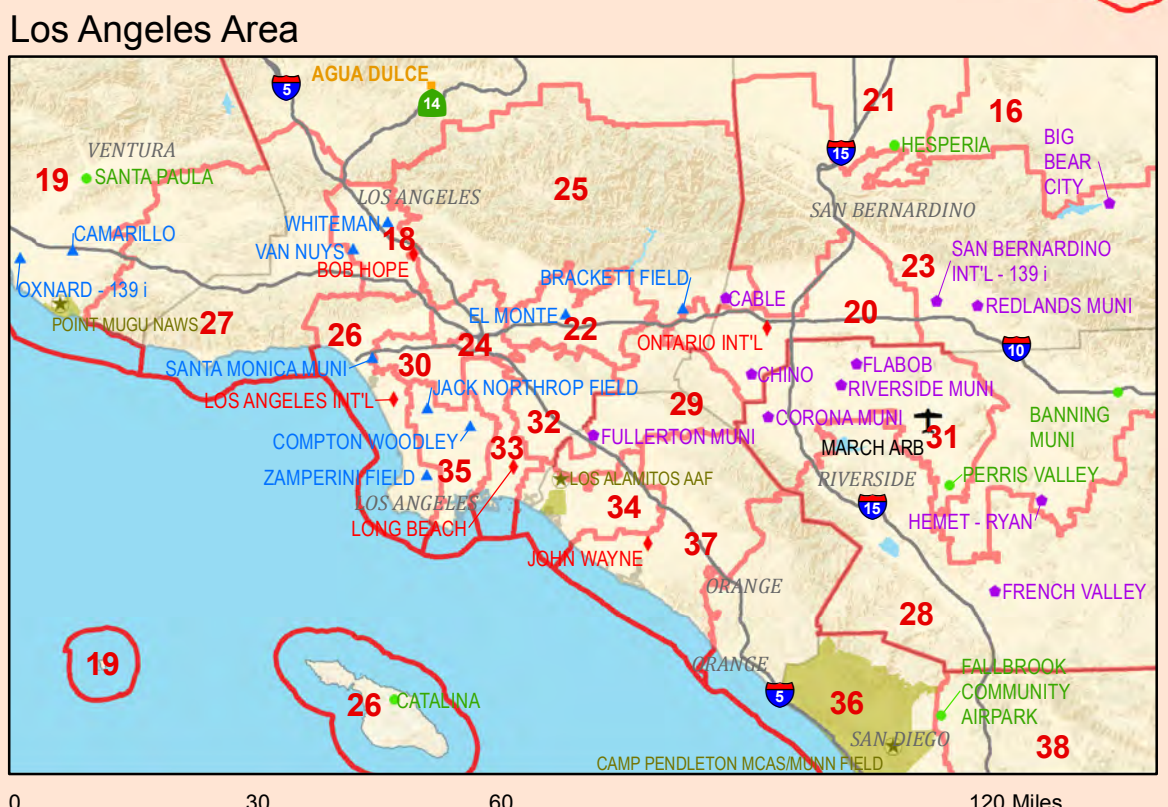 Los Angeles Area
5
AGUA DULCE
14
21
16
15
HESPERIA
BIG
BEAR
CITY
VENTURA
19
SANTA PAULA
LOS ANGELES
25
SAN BERNARDINO
WHITEMAN
18
CAMARILLO
VAN NUYS
BOB HOPE
BRACKETT FIELD
23
SAN BERNARDINO
INT'L - 139 i
OXNARD - 139 i
CABLE
REDLANDS MUNI
POINT MUGU NAWS
27
26
EL MONTE
22
20
24
ONTARIO INT'L
10
SANTA MONICA MUNI
30
JACK NORTHROP FIELD
CHINO
FLABOB
RIVERSIDE MUNI
LOS ANGELES INT'L
29
32
CORONA MUNI
BANNING
MUNI
COMPTON WOODLEY
33
FULLERTON MUNI
MARCH ARB
31
ZAMPERINI FIELD
35
LOS ALAMITOS AAF
RIVERSIDE
PERRIS VALLEY
LOS ANGELES
34
15
HEMET - RYAN
LONG BEACH
37
JOHN WAYNE
ORANGE
FRENCH VALLEY
28
19
ORANGE
FALLBROOK
COMMUNITY
AIRPARK
26
CATALINA
5
36
SAN DIEGO
38
CAMP PENDLETON MCAS/MUNN FIELD
0 30 60 120 Miles